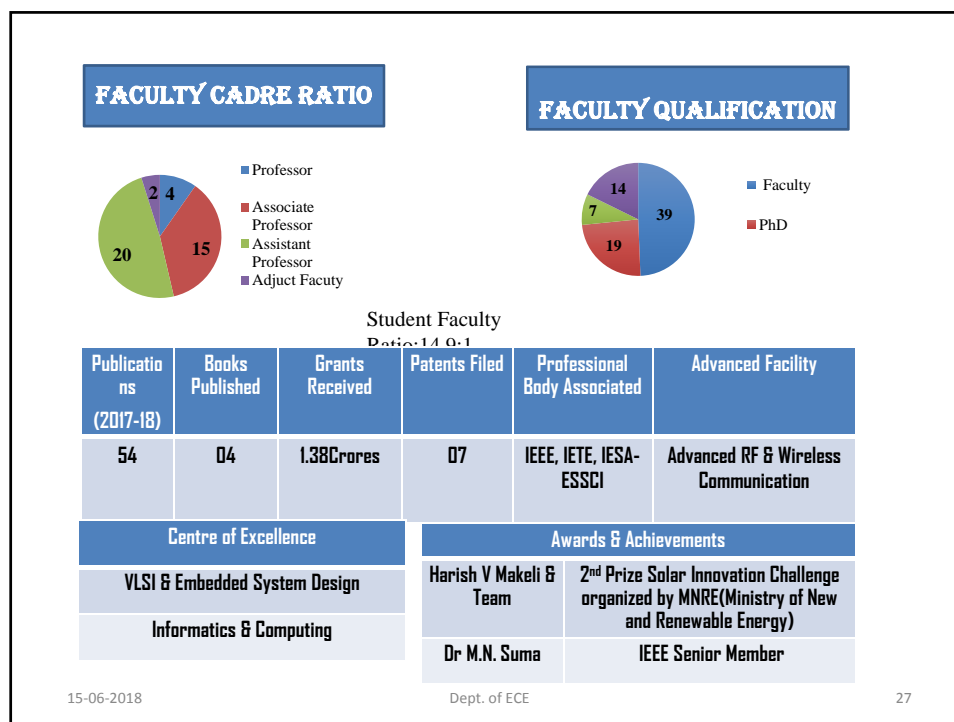 FACULTY CADRE RATIO
FACULTY QUALIFICATION
2
4
15
20
Professor
Associate
Professor
Assistant
Professor
Adjuct Facuty
14
39
7
19
Faculty
PhD
Student Faculty
Ratio:14.9:1
Publicatio
ns
(2017-18)
Books
Published
Grants
Received
Patents Filed
Professional
Body Associated
Advanced Facility
54
04
1.38Crores
07
IEEE, IETE, IESA-
ESSCI
Advanced RF & Wireless
Communication
Centre of Excellence
VLSI & Embedded System Design
Informatics & Computing
Awards & Achievements
Harish V Makeli &
Team
2nd Prize Solar Innovation Challenge
organized by MNRE(Ministry of New
and Renewable Energy)
Dr M.N. Suma
IEEE Senior Member
15-06-2018
Dept. of ECE
27